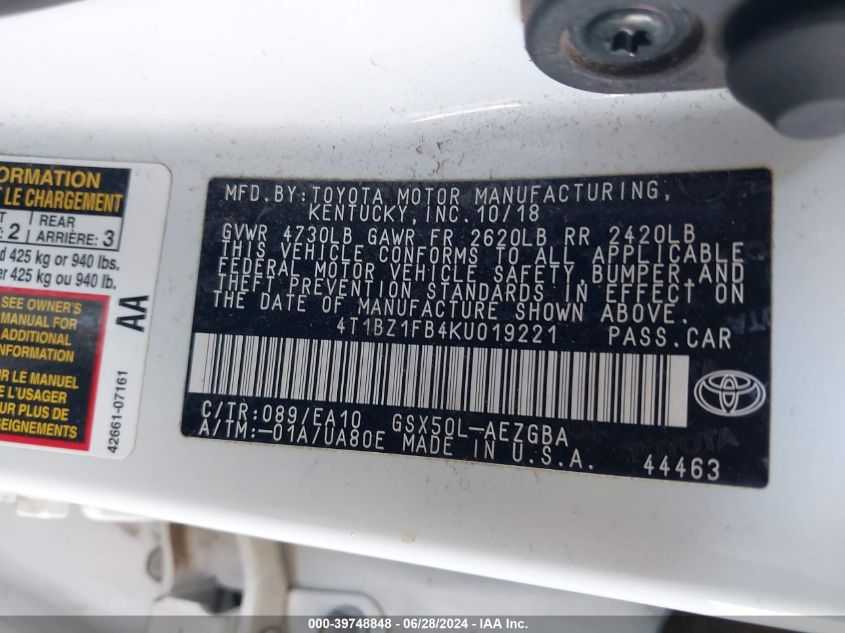 ORMATION
T LE CHARGEMENT
T
: 2
REAR
ARRIÈRE: 3
d 425 kg or 940 lbs.
er 425 kg ou 940 lb.
SEE OWNER'S
MANUAL FOR
ADDITIONAL
INFORMATION
IR LE MANUEL
E L'USAGER
R PLUS DE
EIGNEMENTS
42661-07161
AA
MFD.BY:TOYOTA MOTOR MANUFACTURING,
KENTUCKY,INC.10/18
GVWR 4730LB GAWR FR 2620LB RR 2420LB
THIS VEHICLE CONFORMS TO ALL APPLICABLE
FEDERAL MOTOR VEHICLE SAFETY, BUMPER AND
THEFT PREVENTION STANDARDS IN EFFECT ON
THE DATE OF MANUFACTURE SHOWN ABOVE.
4T1BZ1FB4KU019221 PASS.CAR
C/TR:089/EA10 GSX50L-AEZGBA
A/TM:-01A/UA80E MADE IN U.S.A.
44463
000-39748848 - 06/28/2024 - IAA Inc.